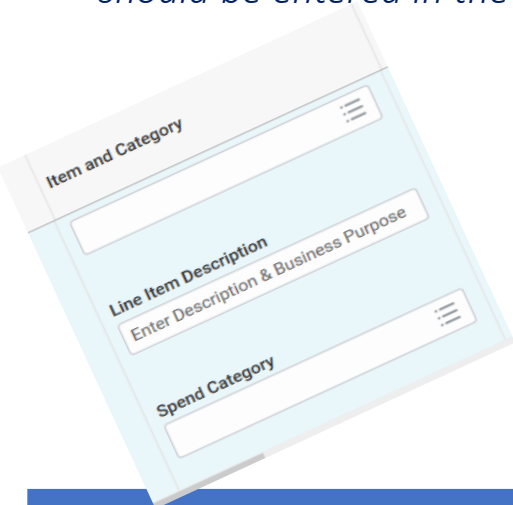 should be entered in the
Item and Category
Line Item Description
Enter Description & Business Purpose
Spend Category